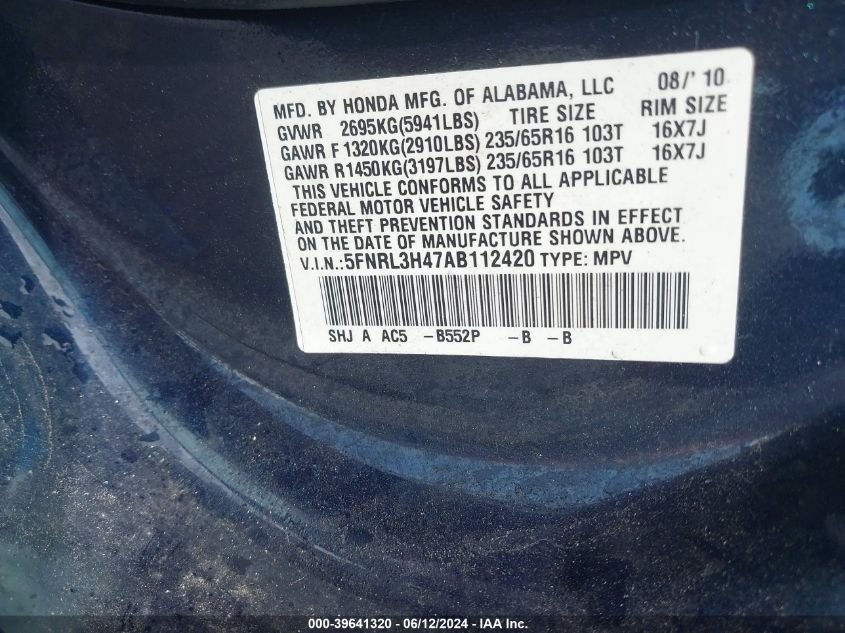 MFD. BY HONDA MFG. OF ALABAMA, LLC 08/' 10
GVWR 2695KG(5941LBS) TIRE SIZE RIM SIZE
GAWR F 1320KG(2910LBS) 235/65R16 103T 16X7J
GAWR R1450KG(3197LBS) 235/65R16 103T 16X7J
THIS VEHICLE CONFORMS TO ALL APPLICABLE
FEDERAL MOTOR VEHICLE SAFETY
AND THEFT PREVENTION STANDARDS IN EFFECT
ON THE DATE OF MANUFACTURE SHOWN ABOVE.
V.I.N.:5FNRL3H47AB112420 TYPE: MPV
SHJ A AC5 -B552P -B -B
000-39641320 - 06/12/2024 - IAA Inc.